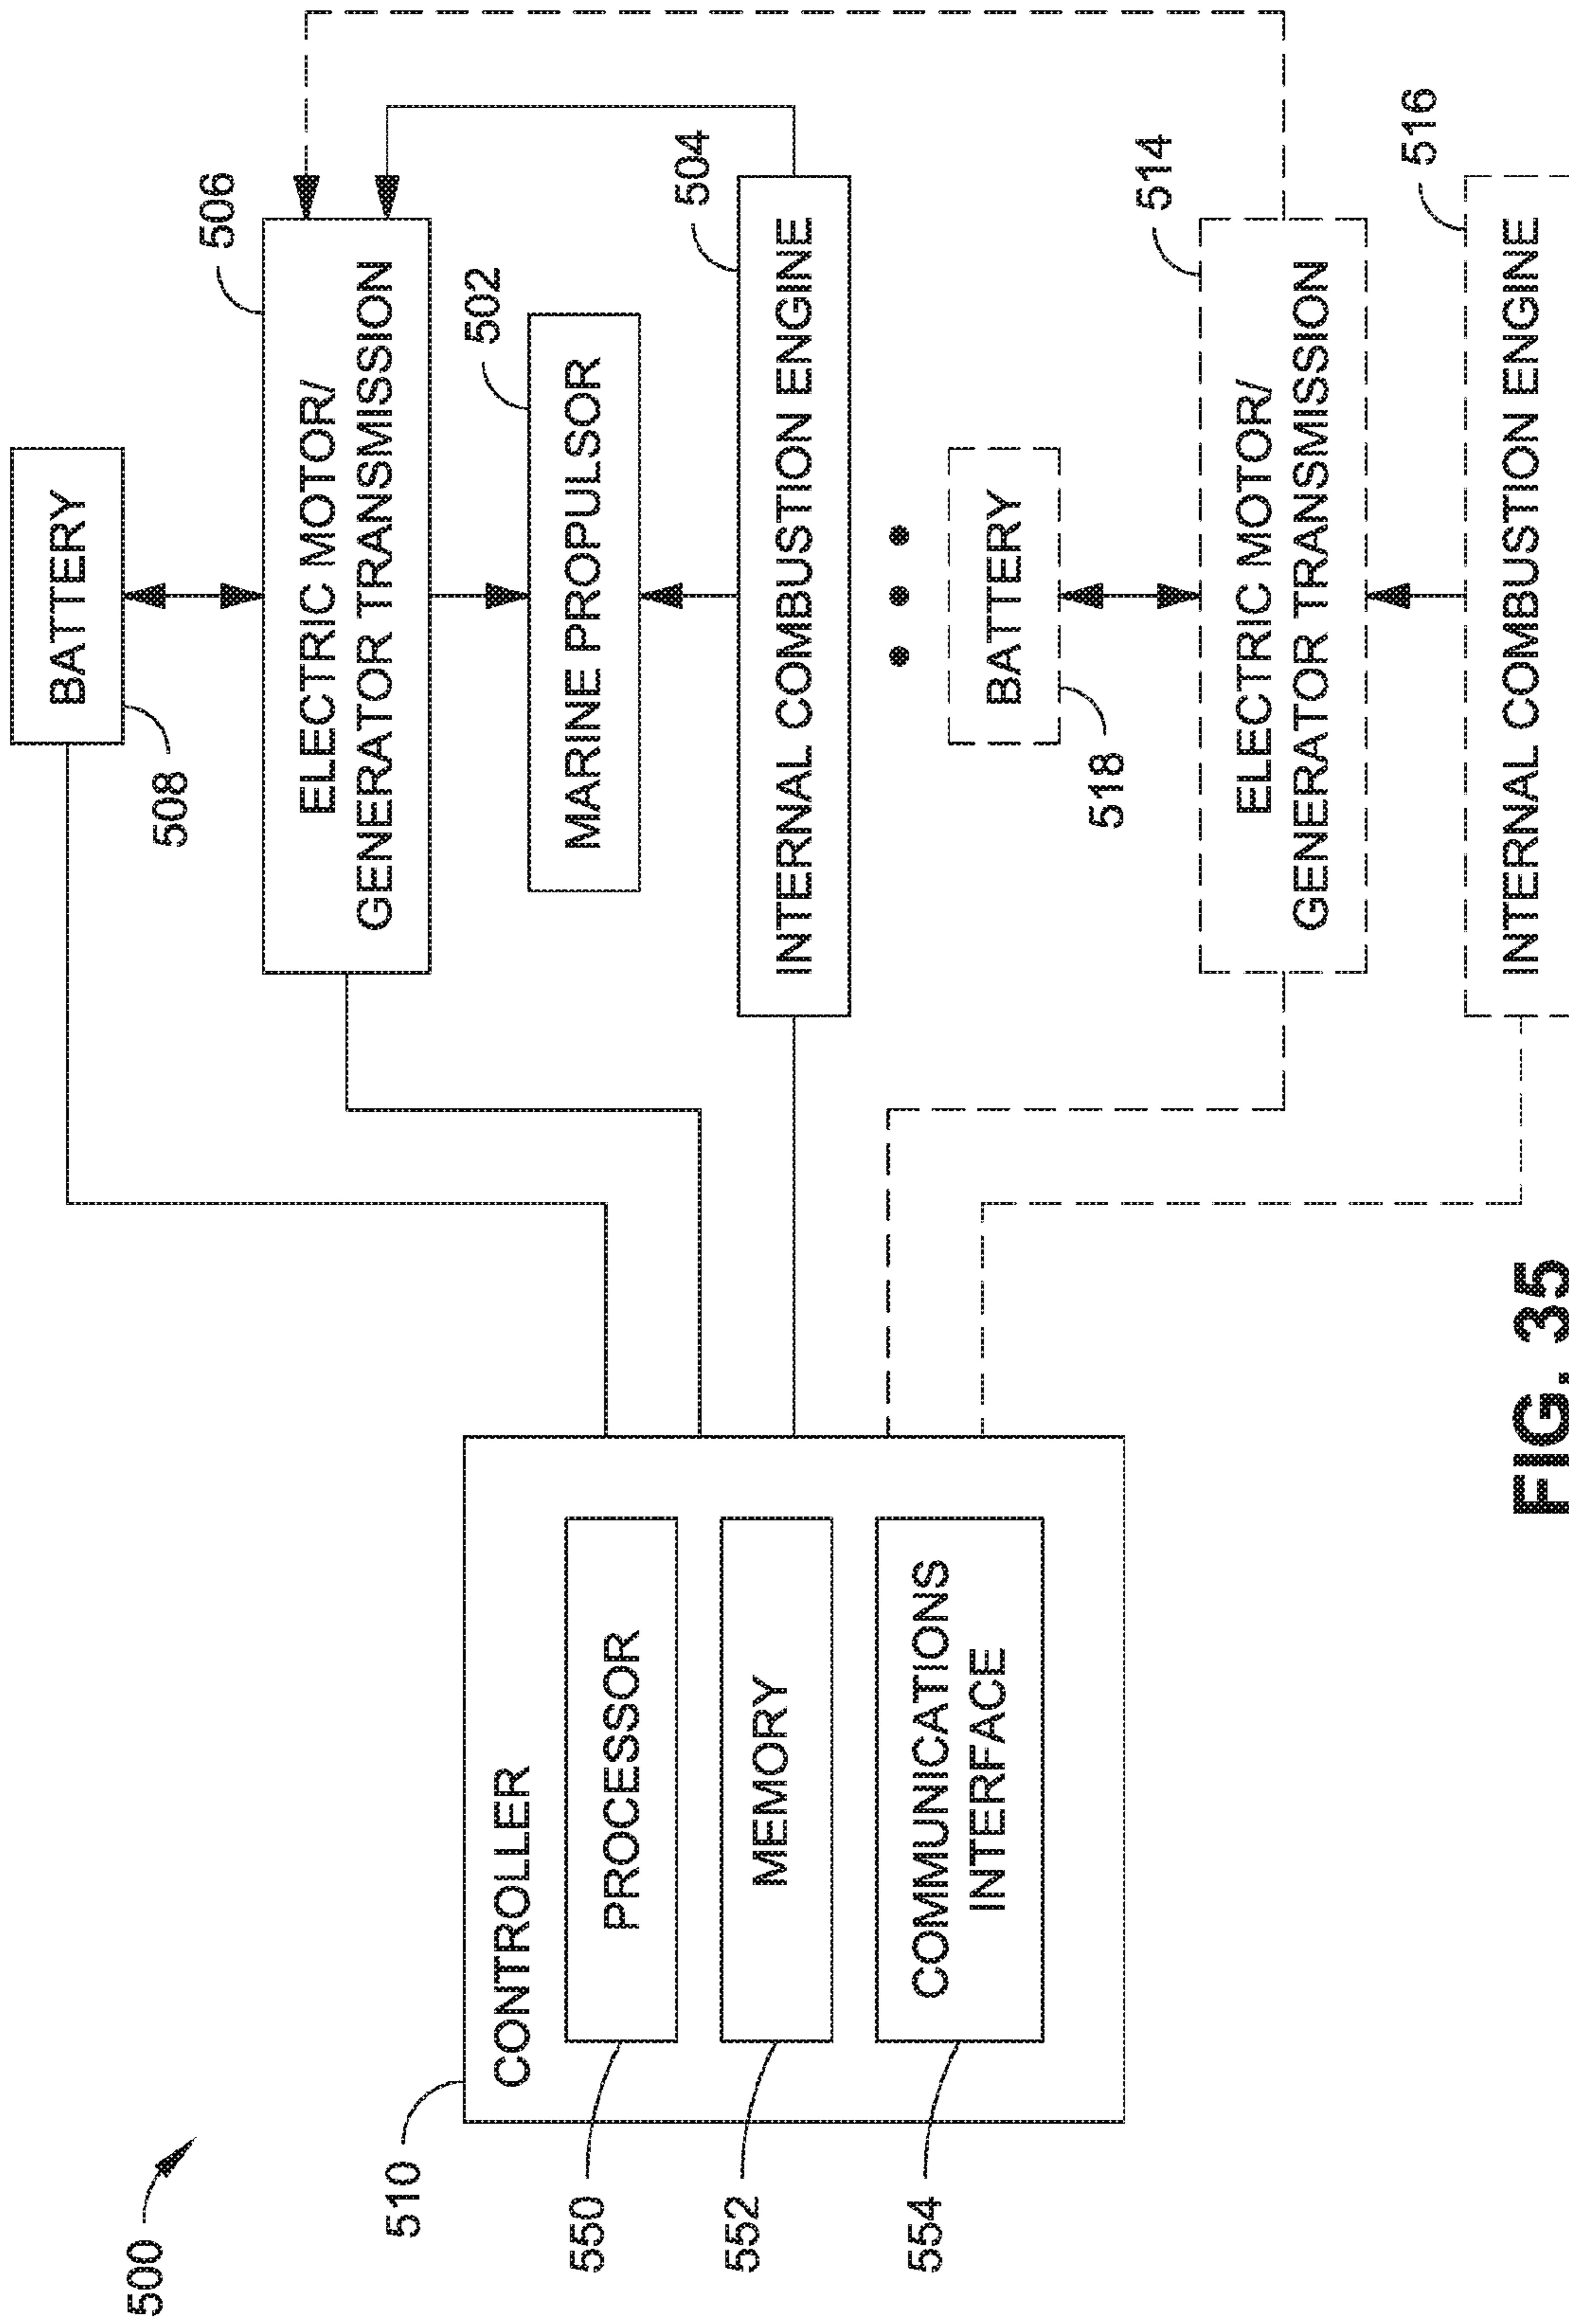 500
510
CONTROLLER
550
PROCESSOR
552
MEMORY
554
COMMUNICATIONS
INTERFACE
508
BATTERY
506
ELECTRIC MOTOR/
GENERATOR TRANSMISSION
502
MARINE PROPULSOR
504
INTERNAL COMBUSTION ENGINE
BATTERY
518
514
ELECTRIC MOTOR/
GENERATOR TRANSMISSION
516
INTERNAL COMBUSTION ENGINE
FIG. 35